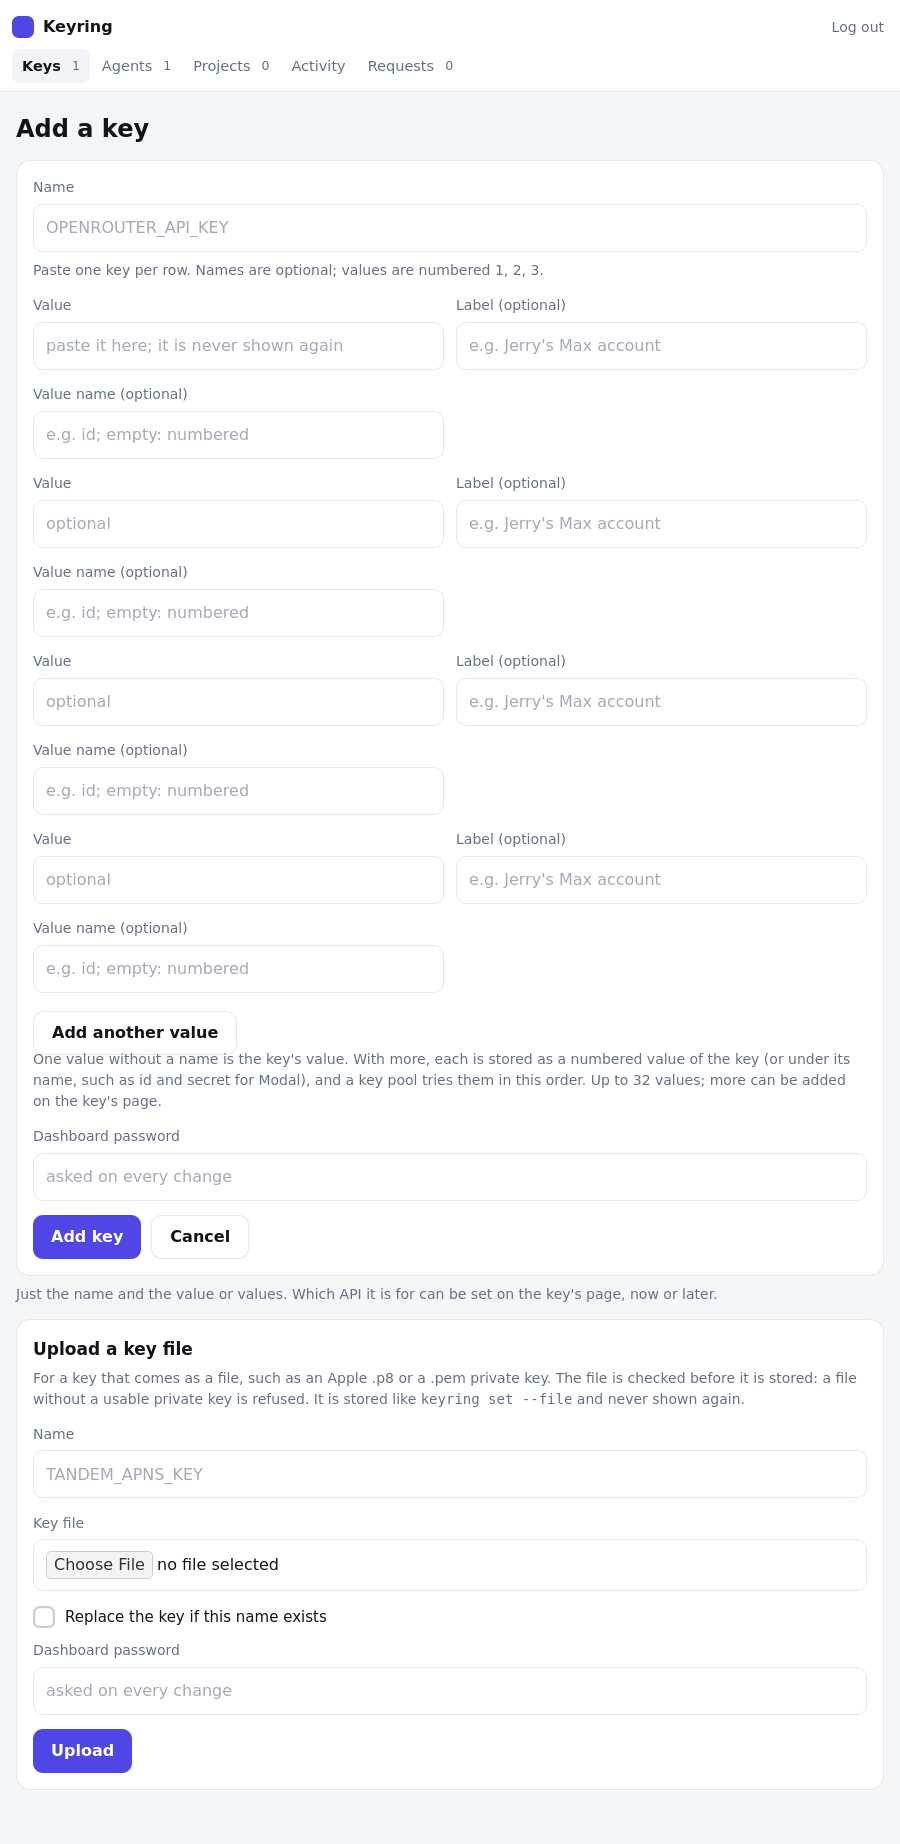 Keyring
Log out
Keys 1 Agents 1 Projects 0 Activity Requests 0
Add a key
Name
OPENROUTER_API_KEY
Paste one key per row. Names are optional; values are numbered 1, 2, 3.
Value Label (optional)
paste it here; it is never shown again e.g. Jerry's Max account
Value name (optional)
e.g. id; empty: numbered
Value Label (optional)
optional e.g. Jerry's Max account
Value name (optional)
e.g. id; empty: numbered
Value Label (optional)
optional e.g. Jerry's Max account
Value name (optional)
e.g. id; empty: numbered
Value Label (optional)
optional e.g. Jerry's Max account
Value name (optional)
e.g. id; empty: numbered
Add another value
One value without a name is the key's value. With more, each is stored as a numbered value of the key (or under its
name, such as id and secret for Modal), and a key pool tries them in this order. Up to 32 values; more can be added
on the key's page.
Dashboard password
asked on every change
Add key Cancel
Just the name and the value or values. Which API it is for can be set on the key's page, now or later.
Upload a key file
For a key that comes as a file, such as an Apple .p8 or a .pem private key. The file is checked before it is stored: a file
without a usable private key is refused. It is stored like keyring set --file and never shown again.
Name
TANDEM_APNS_KEY
Key file
Choose File no file selected
Replace the key if this name exists
Dashboard password
asked on every change
Upload